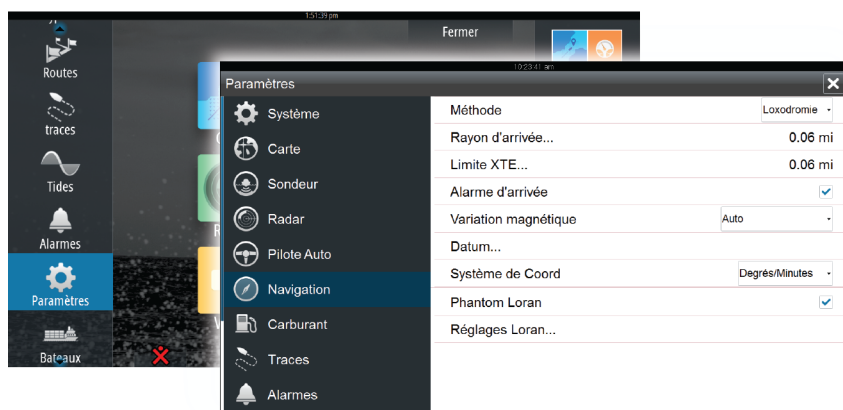 1:51:39 pm
Fermer
Routes
traces
Tides
Alarmes
Paramètres
Bateaux
10:23:41 am
Paramètres
Système
Carte
Sondeur
Radar
Pilote Auto
Navigation
Carburant
Traces
Alarmes
Méthode Loxodromie
Rayon d'arrivée... 0.06 mi
Limite XTE... 0.06 mi
Alarme d'arrivée
Variation magnétique Auto
Datum...
Système de Coord Degrés/Minutes
Phantom Loran
Réglages Loran...